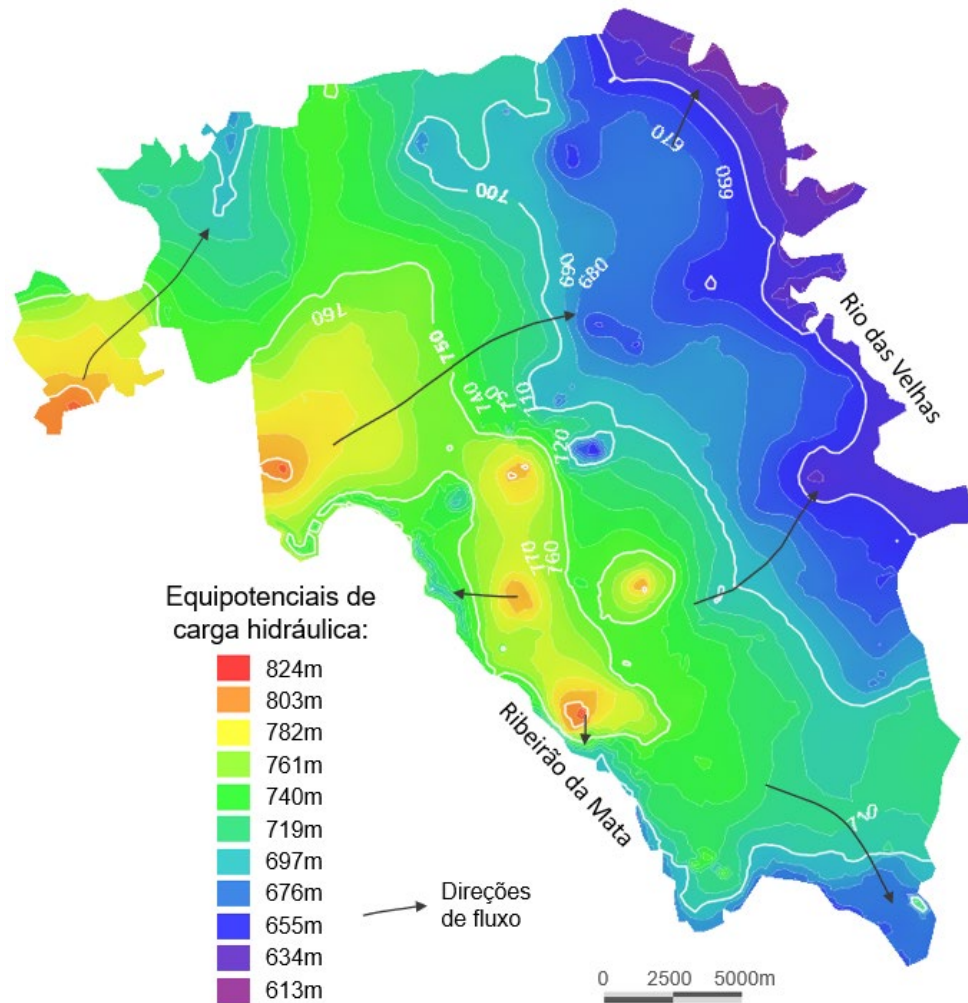 670
660
700
690
680
760
750
740
730
710
720
770
760
710
Rio das Velhas
Ribeirão da Mata
Equipotenciais de
carga hidráulica:
824m
803m
782m
761m
740m
719m
697m
676m
655m
634m
613m
Direções
de fluxo
0 2500 5000m